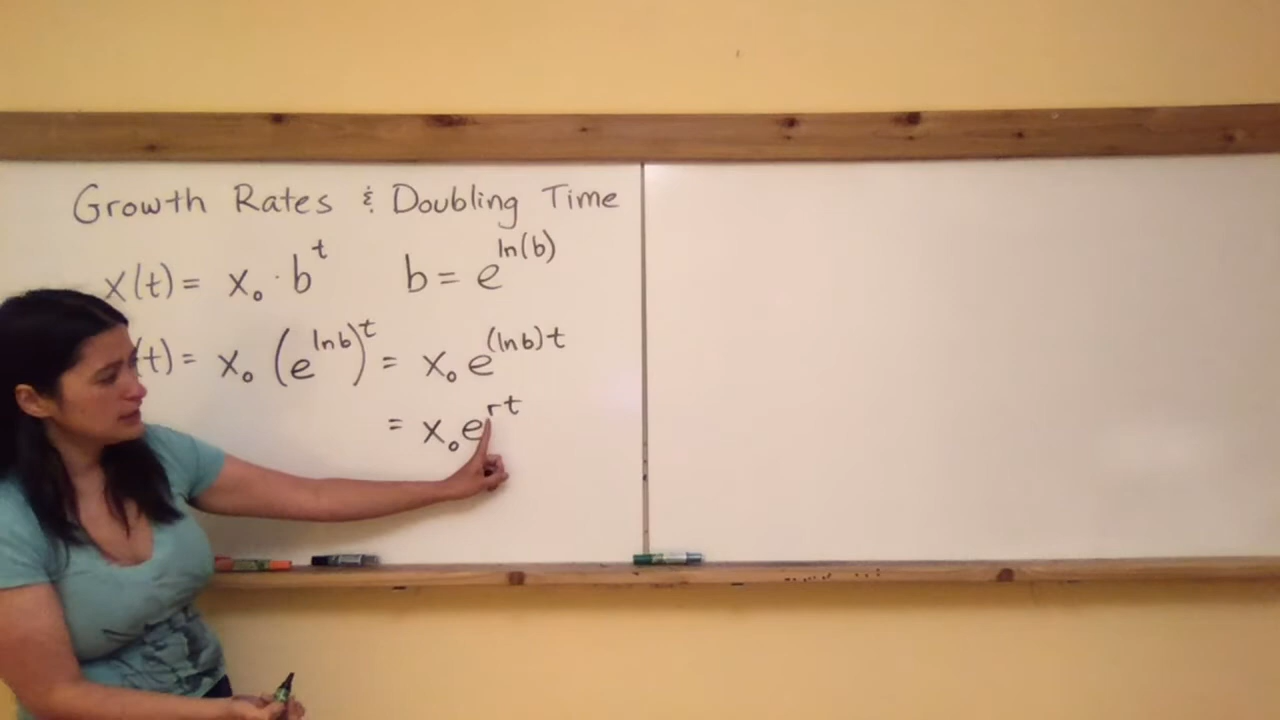 Growth Rates & Doubling Time
x(t) = x₀ · b^t b = e^ln(b)
(t) = x₀ (e^ln b)^t = x₀ e^(ln b)t
= x₀ e^rt